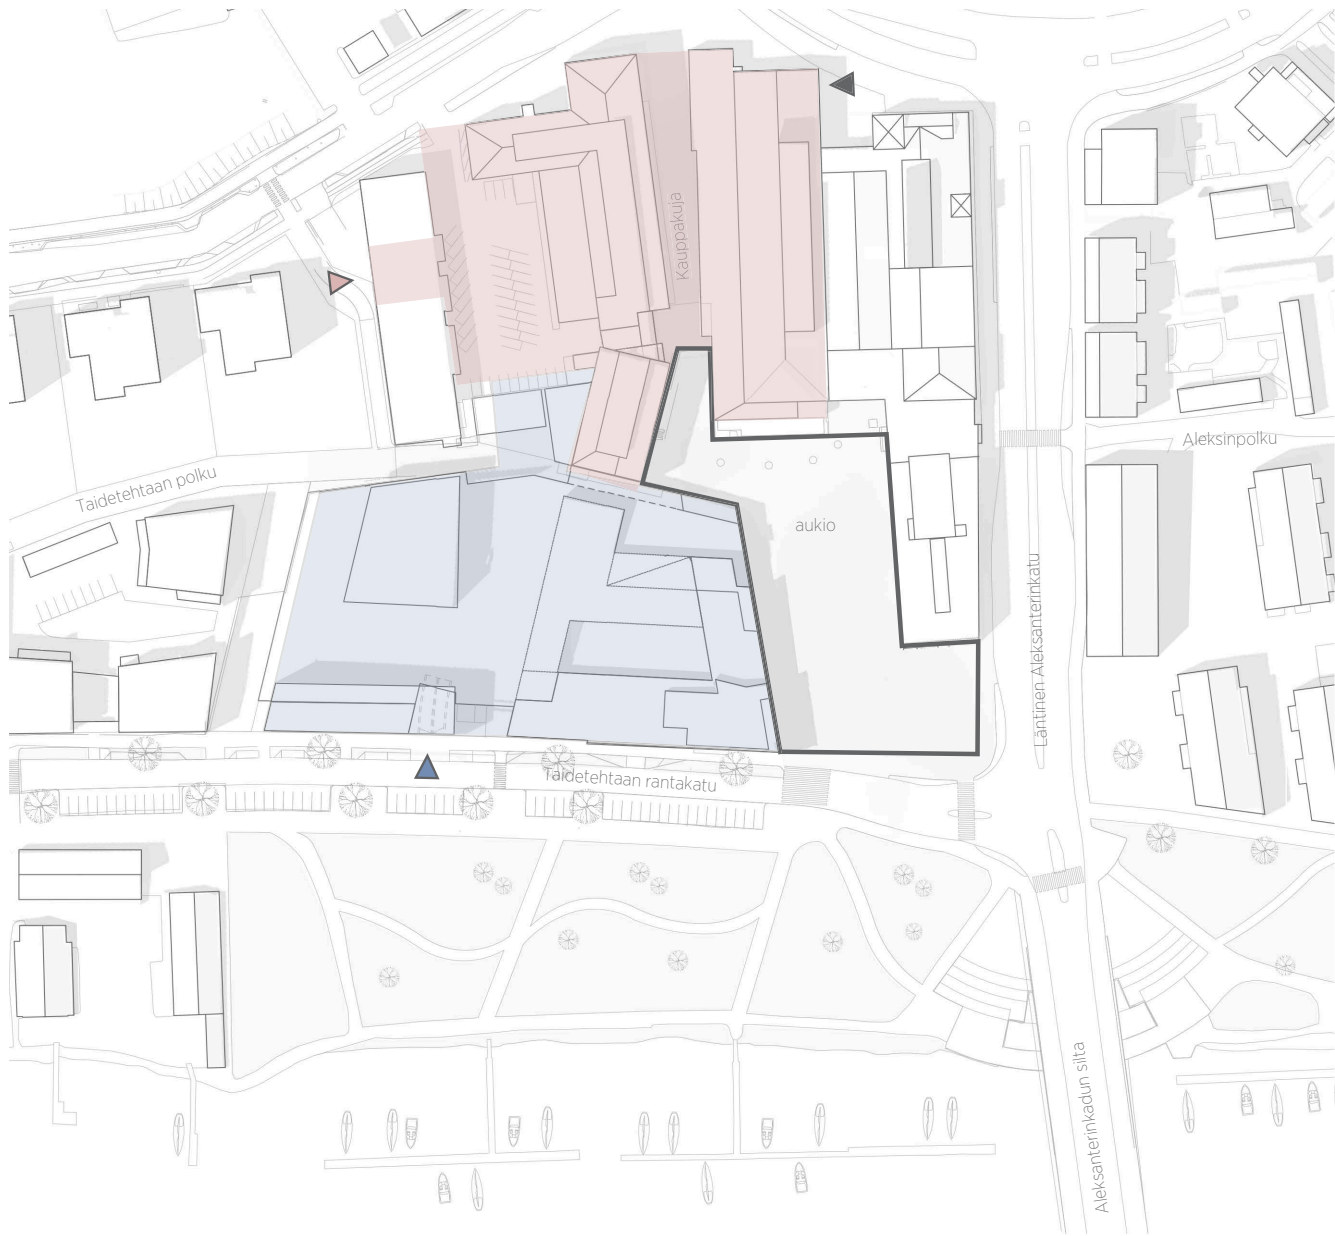 Kauppakuja
Aleksinpolku
Taidetehtaan polku
aukio
Läntinen Aleksanterinkatu
Taidetehtaan rantakatu
Aleksanterinkadun silta